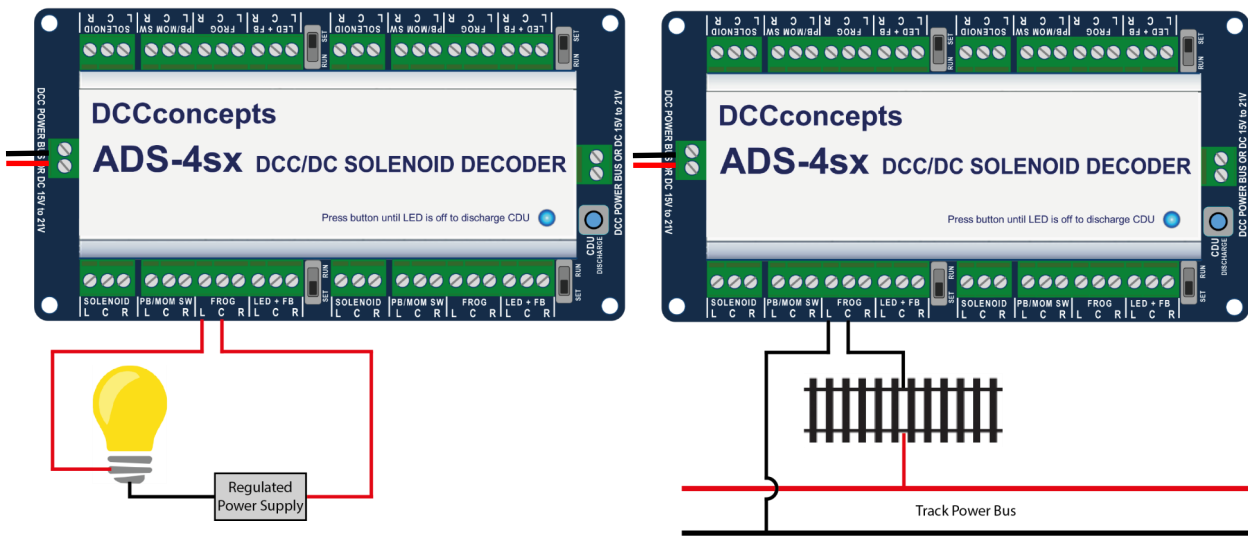 R C L R C L R C L R C L R C L R C L R C L R C L
SOLENOID PB/MOM SW FROG LED + FB SOLENOID PB/MOM SW FROG LED + FB
SET
RUN
SET
RUN
DCC POWER BUS OR DC 15V to 21V
DCCconcepts
ADS-4sx DCC/DC SOLENOID DECODER
Press button until LED is off to discharge CDU
CDU
DISCHARGE
DCC POWER BUS OR DC 15V to 21V
RUN
SET
RUN
SET
SOLENOID PB/MOM SW FROG LED + FB SOLENOID PB/MOM SW FROG LED + FB
L C R L C R L C R L C R L C R L C R L C R L C R
Regulated
Power Supply
R C L R C L R C L R C L R C L R C L R C L R C L
SOLENOID PB/MOM SW FROG LED + FB SOLENOID PB/MOM SW FROG LED + FB
SET
RUN
SET
RUN
DCC POWER BUS OR DC 15V to 21V
DCCconcepts
ADS-4sx DCC/DC SOLENOID DECODER
Press button until LED is off to discharge CDU
CDU
DISCHARGE
DCC POWER BUS OR DC 15V to 21V
RUN
SET
RUN
SET
SOLENOID PB/MOM SW FROG LED + FB SOLENOID PB/MOM SW FROG LED + FB
L C R L C R L C R L C R L C R L C R L C R L C R
Track Power Bus